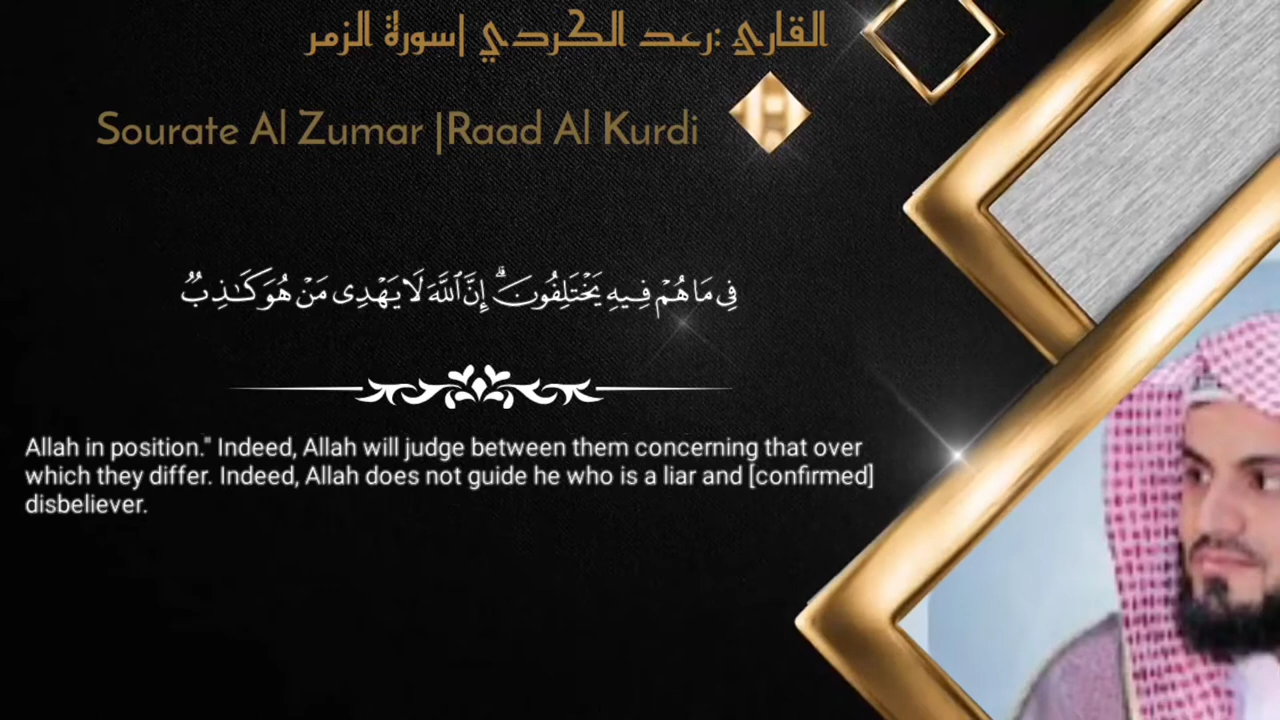 القارئ :رعد الكردي |سورة الزمر
Sourate Al Zumar |Raad Al Kurdi
فِى مَا هُمْ فِيهِ يَخْتَلِفُونَ ۗ إِنَّ ٱللَّهَ لَا يَهْدِى مَنْ هُوَ كَـٰذِبٌ
Allah in position." Indeed, Allah will judge between them concerning that over
which they differ. Indeed, Allah does not guide he who is a liar and [confirmed]
disbeliever.